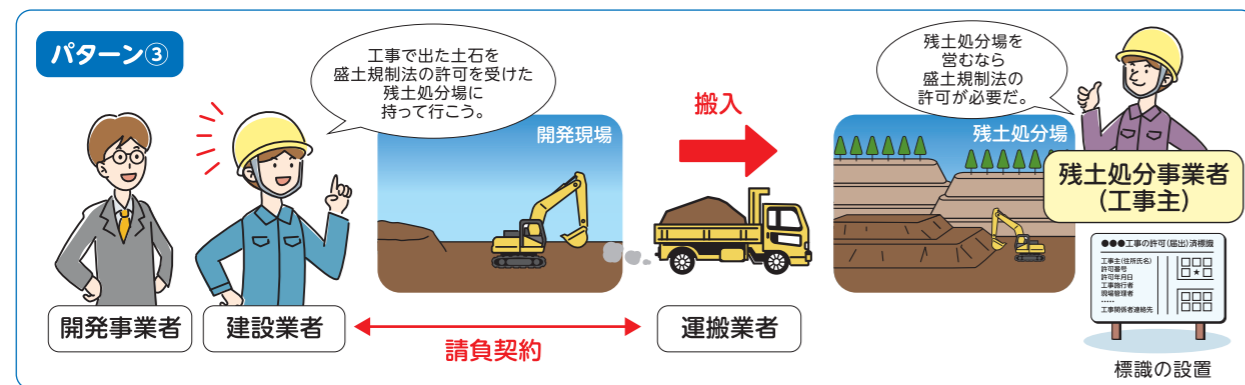 パターン③
工事で出た土石を
盛土規制法の許可を受けた
残土処分場に
持って行こう。
開発現場
搬入
残土処分場を
営むなら
盛土規制法の
許可が必要だ。
残土処分場
残土処分事業者
(工事主)
●●●工事の許可(届出)済標識
工事主(住所氏名)
許可番号
許可年月日
工事施行者
現場管理者
-----
工事関係者連絡先
★
標識の設置
開発事業者
建設業者
請負契約
運搬業者